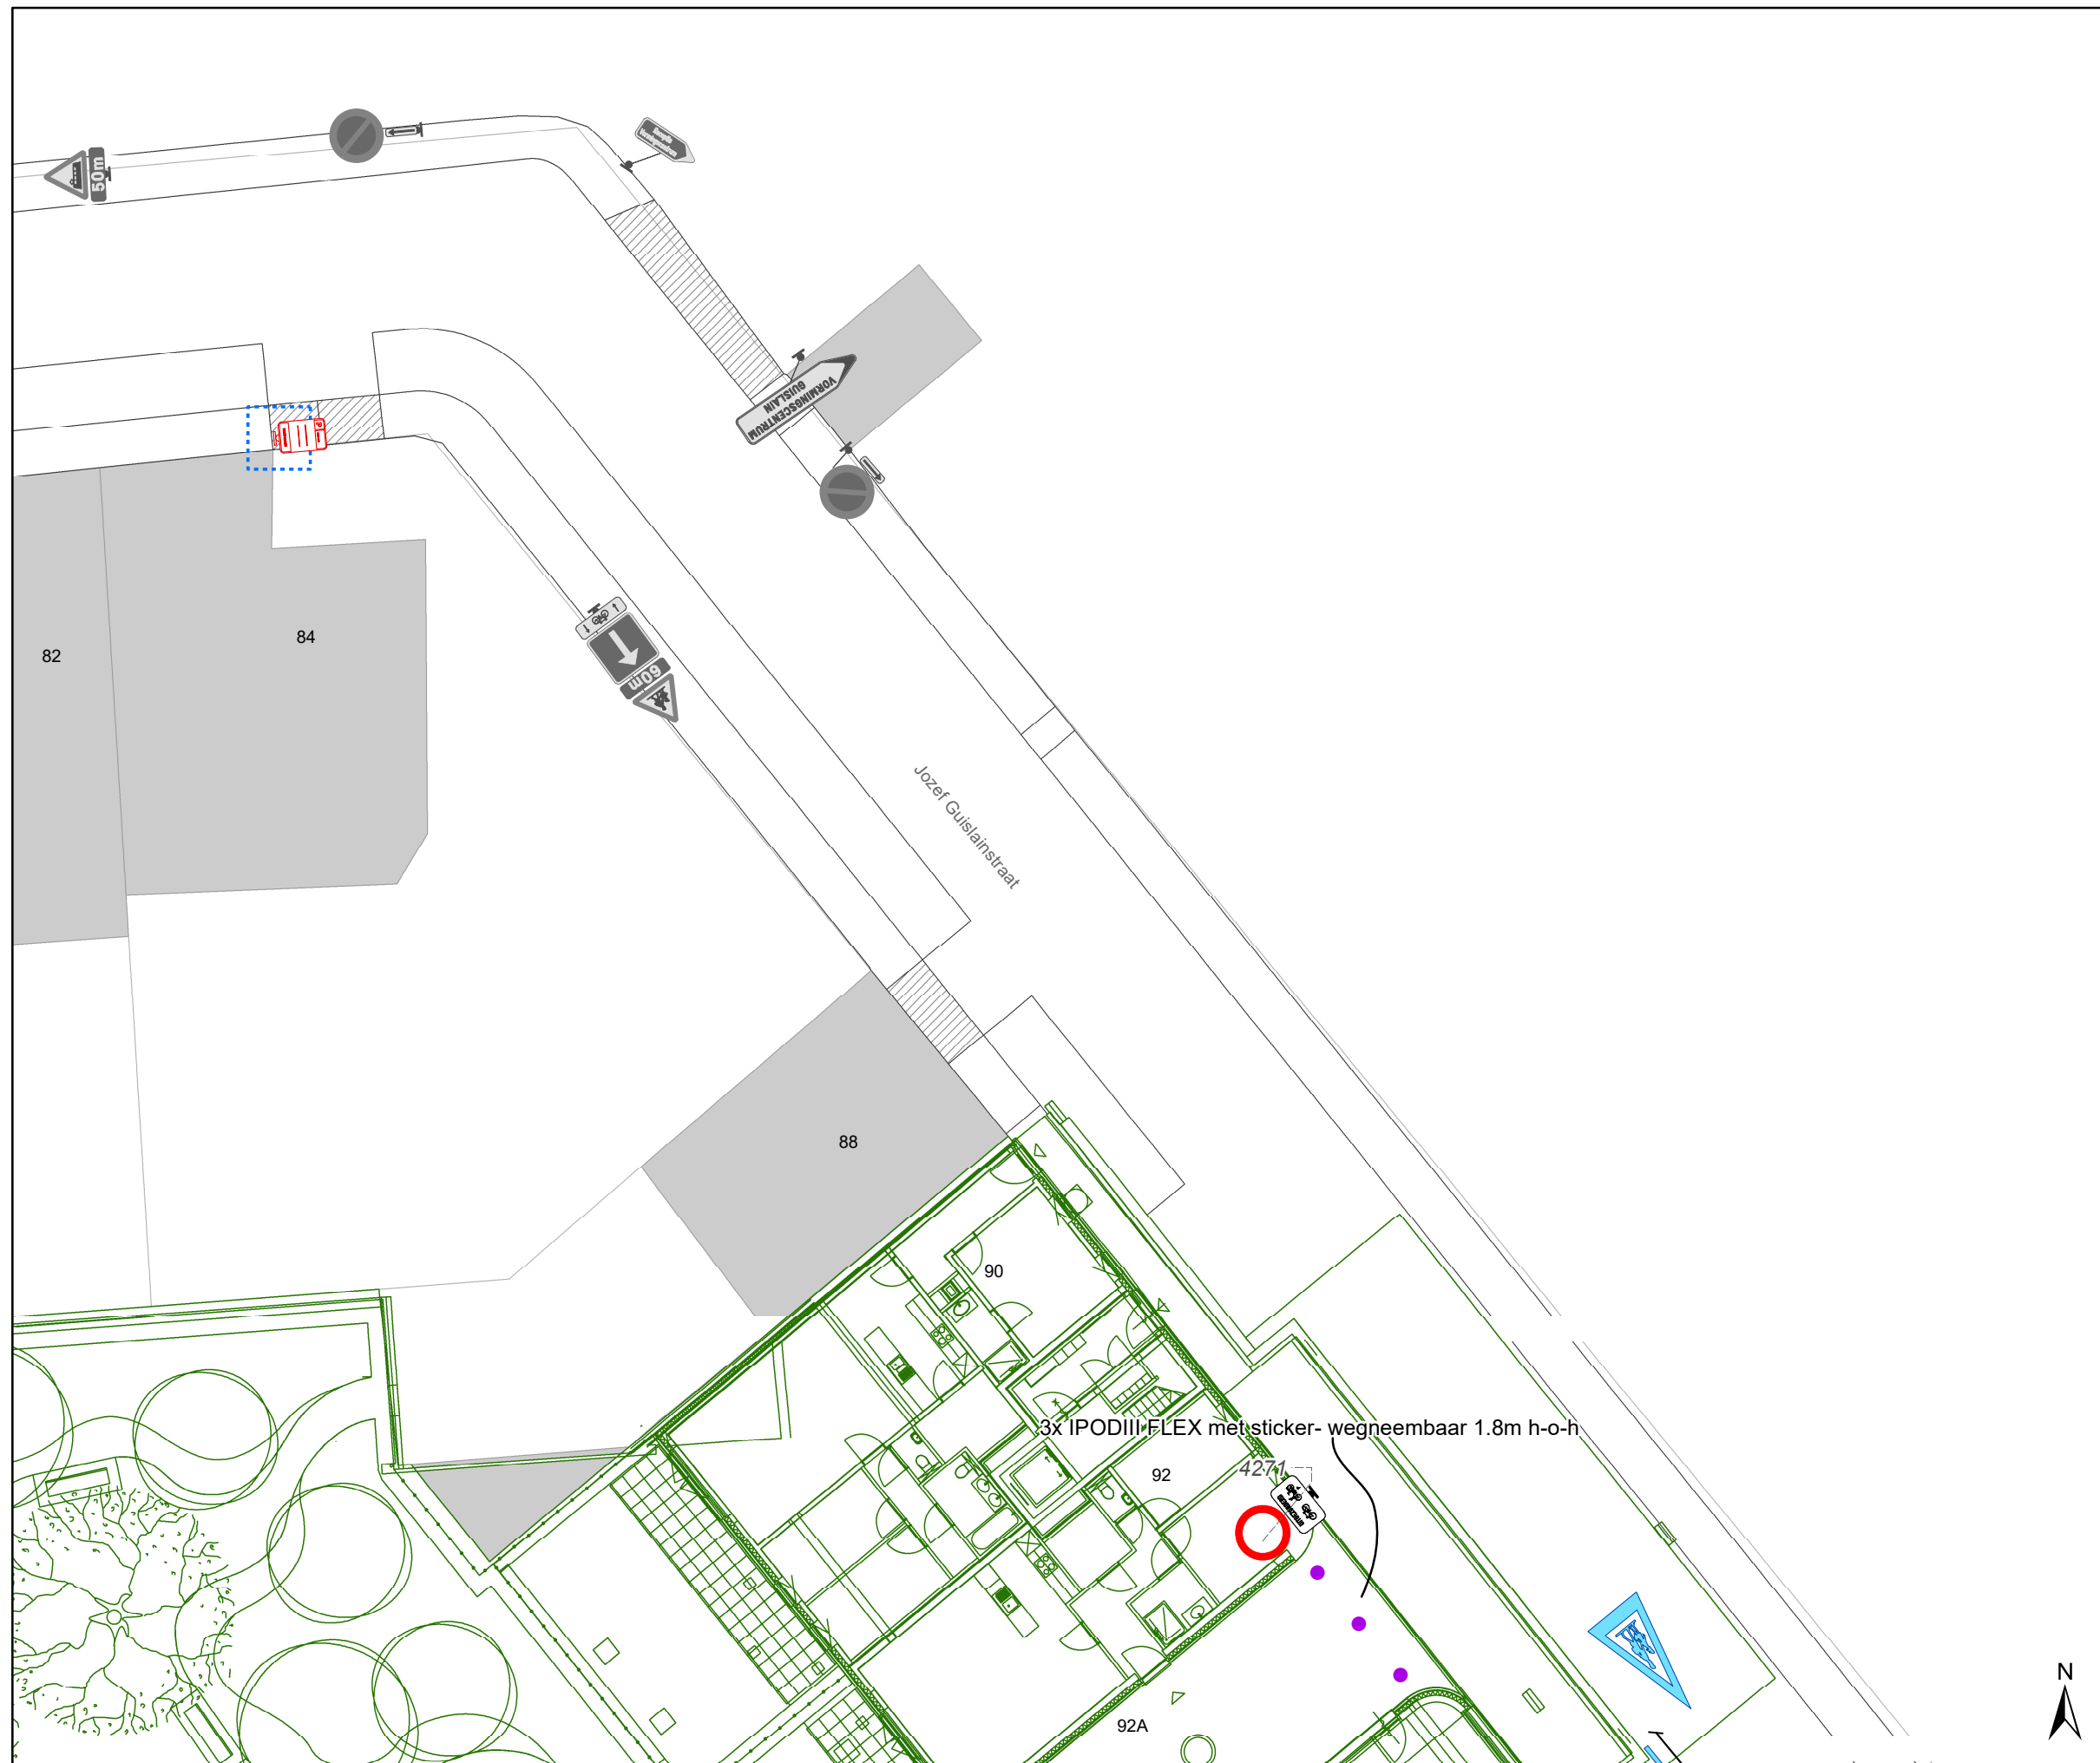 50m
VORMINGSCENTRUM
GUISLAIN
84
82
60m
Jozef Guislainstraat
88
90
3x IPODIII FLEX met sticker- wegneembaar 1.8m h-o-h
4271
92
N
92A